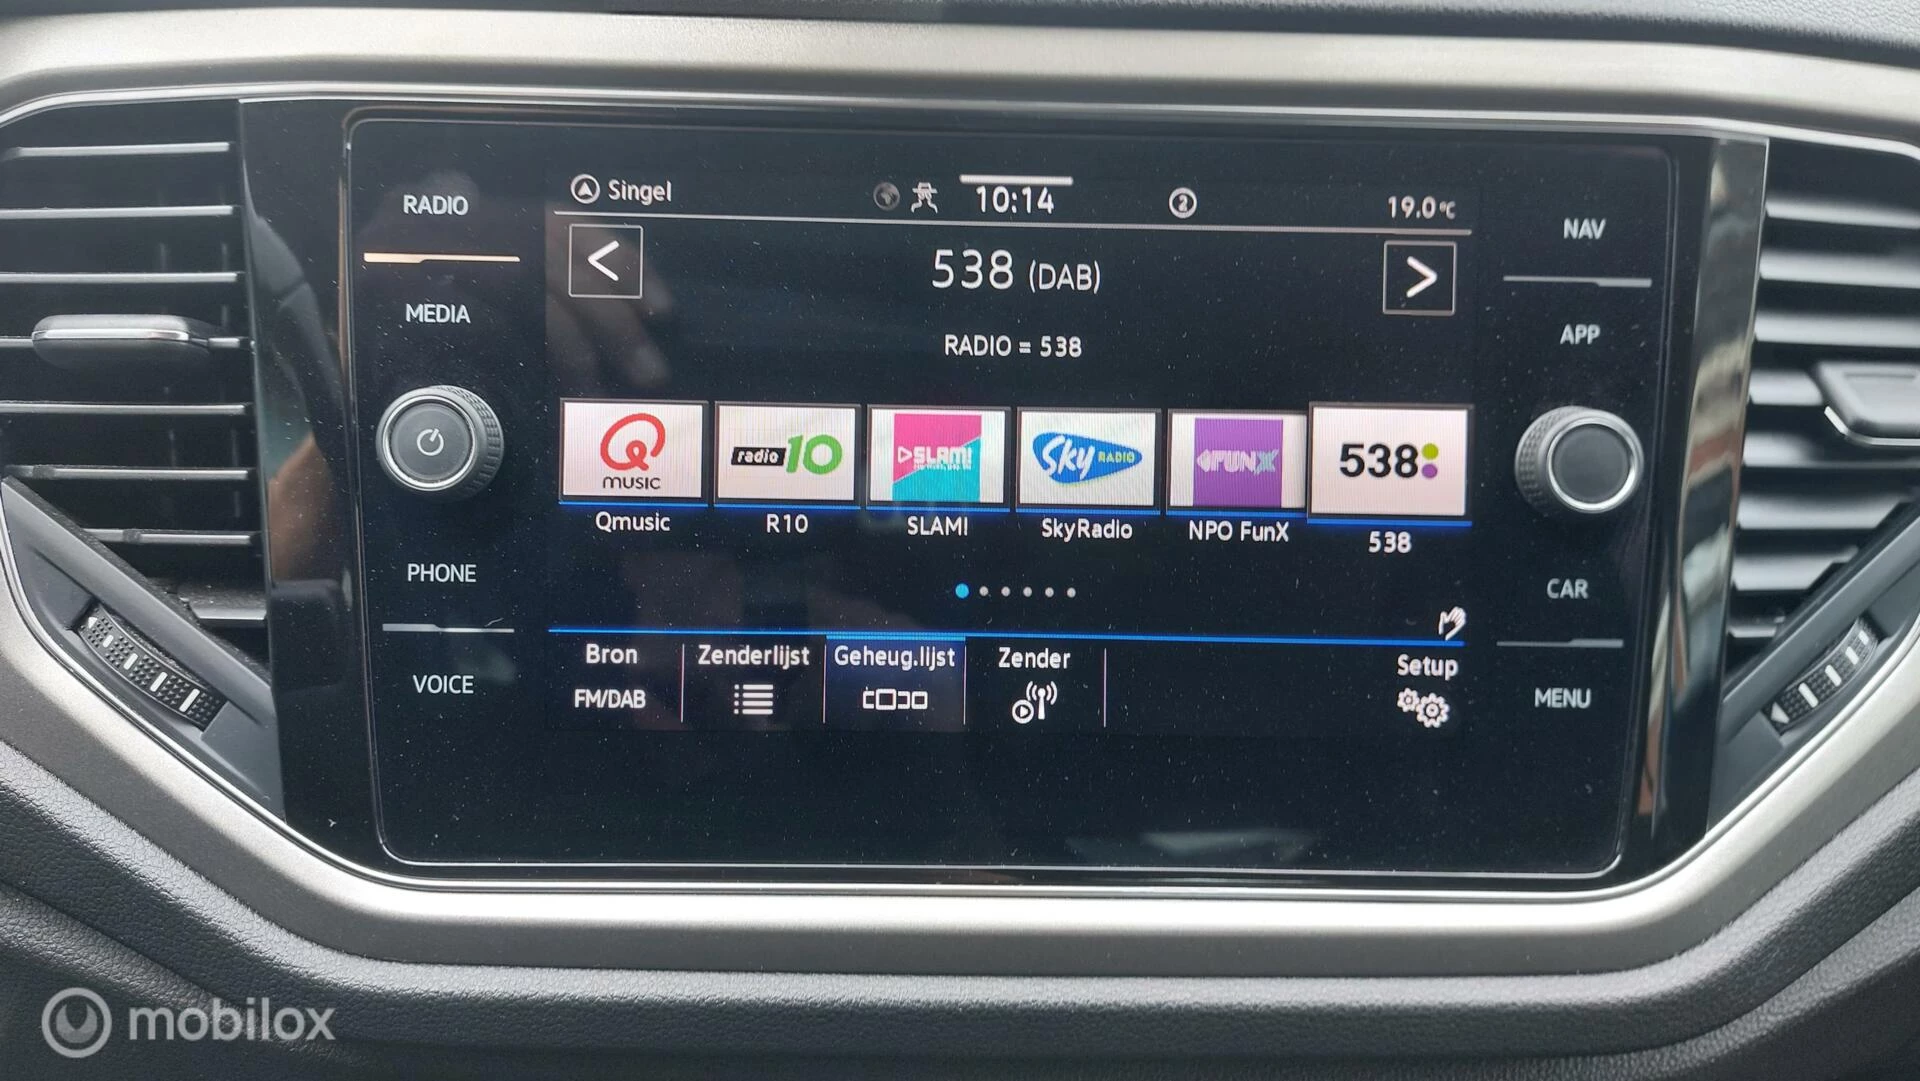 RADIO
MEDIA
PHONE
VOICE
Singel
10:14
2
19.0°C
<
538 (DAB)
>
RADIO = 538
Q
MUSIC
radio 10
SLAM!
Sky RADIO
FUNX
538
Qmusic
R10
SLAM!
SkyRadio
NPO FunX
538
Bron
FM/DAB
Zenderlijst
Geheug.lijst
Zender
Setup
NAV
APP
CAR
MENU
mobilox